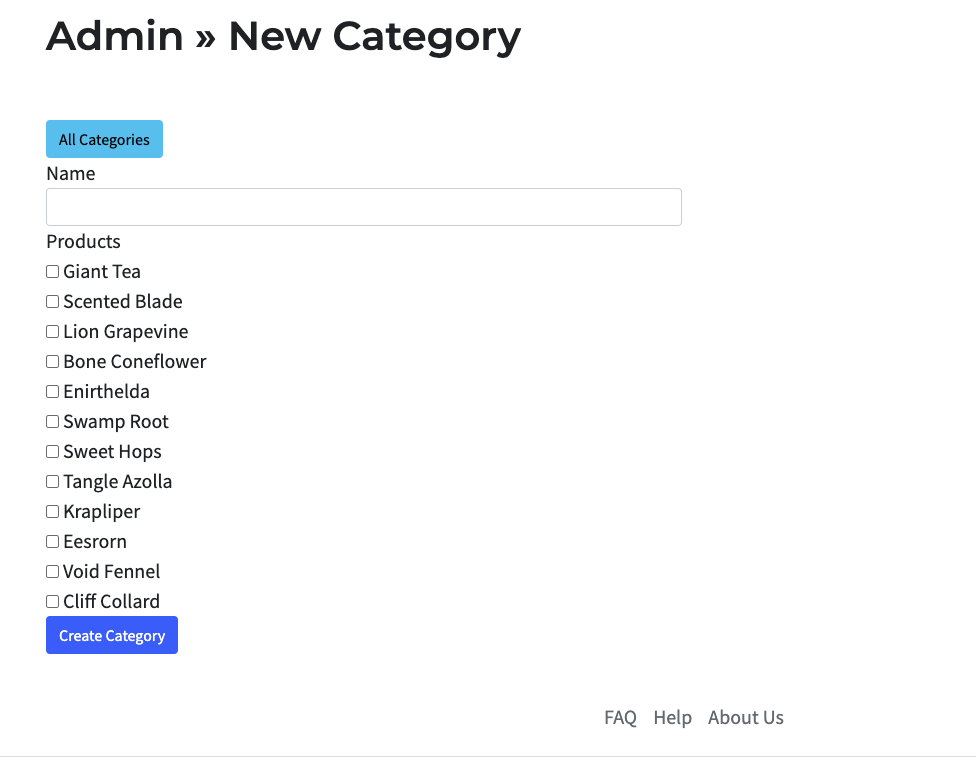 Admin » New Category
All Categories
Name
Products
Giant Tea
Scented Blade
Lion Grapevine
Bone Coneflower
Enirthelda
Swamp Root
Sweet Hops
Tangle Azolla
Krapliper
Eesrorn
Void Fennel
Cliff Collard
Create Category
FAQ Help About Us